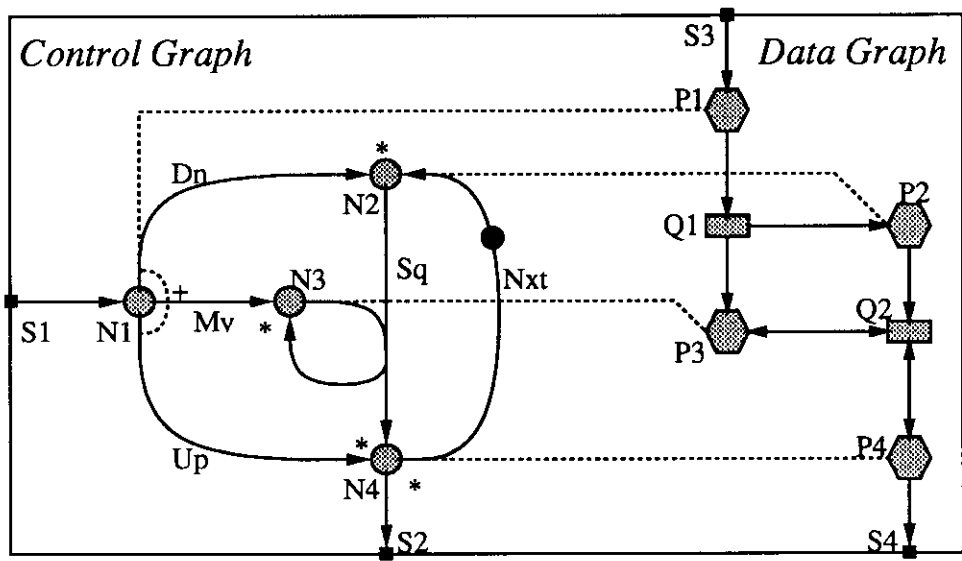 Control Graph
S3
Data Graph
P1
*
Dn
P2
N2
Q1
N3
Sq
Nxt
+
Q2
S1
N1
Mv
*
P3
*
Up
P4
N4
*
S2
S4